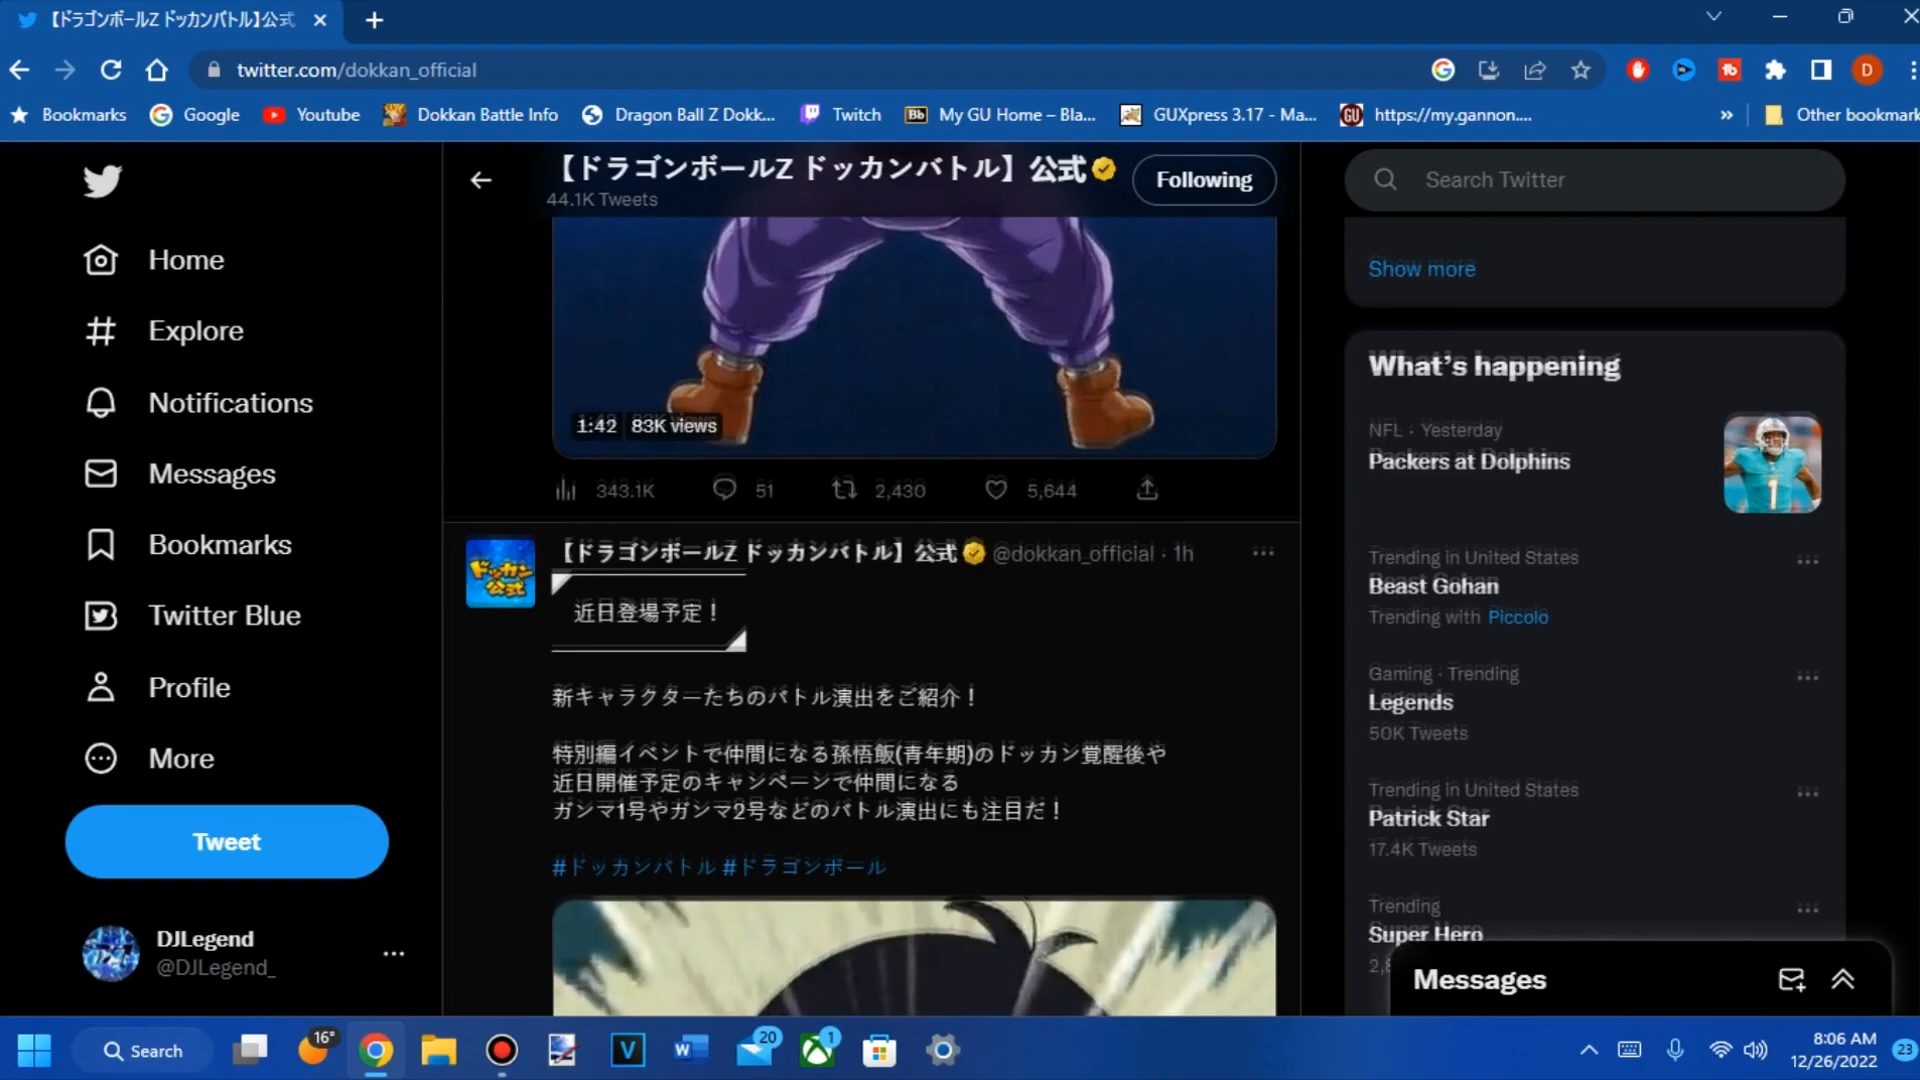 【ドラゴンボールZ ドッカンバトル】公式
twitter.com/dokkan_official
Bookmarks
Google
Youtube
Dokkan Battle Info
Dragon Ball Z Dokk...
Twitch
My GU Home – Bla...
GUXpress 3.17 - Ma...
https://my.gannon....
Other bookmark
Home
Explore
Notifications
Messages
Bookmarks
Twitter Blue
Profile
More
Tweet
DJLegend
@DJLegend_
【ドラゴンボールZ ドッカンバトル】公式
44.1K Tweets
Following
1:42 83K views
343.1K 51 2,430 5,644
ドッカン
公式
【ドラゴンボールZ ドッカンバトル】公式 @dokkan_official · 1h
近日登場予定！
新キャラクターたちのバトル演出をご紹介！
特別編イベントで仲間になる孫悟飯(青年期)のドッカン覚醒後や
近日開催予定のキャンペーンで仲間になる
ガンマ1号やガンマ2号などのバトル演出にも注目だ！
#ドッカンバトル #ドラゴンボール
Search Twitter
Show more
What's happening
NFL · Yesterday
Packers at Dolphins
Trending in United States
Beast Gohan
Trending with Piccolo
Gaming · Trending
Legends
50K Tweets
Trending in United States
Patrick Star
17.4K Tweets
Trending
Super Hero
Messages
Search
16°
20
1
8:06 AM
12/26/2022
23